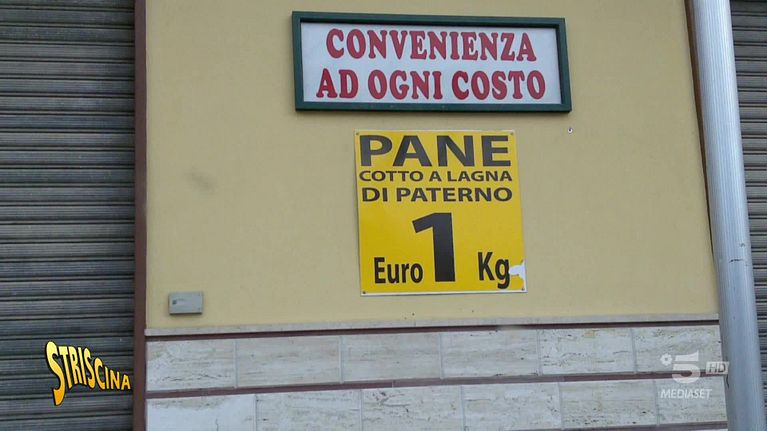 CONVENIENZA
AD OGNI COSTO
PANE
COTTO A LAGNA
DI PATERNO
Euro 1 Kg
STRISCINA
5 HD
MEDIASET